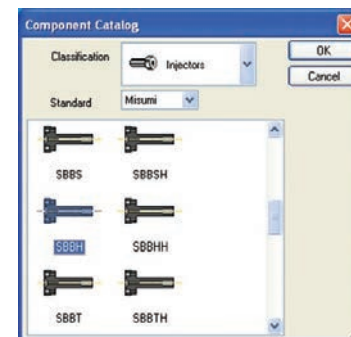 Component Catalog
Classification
Injectors
OK
Cancel
Standard
Misumi
SBBS SBBSH
SBBH SBBHH
SBBT SBBTH